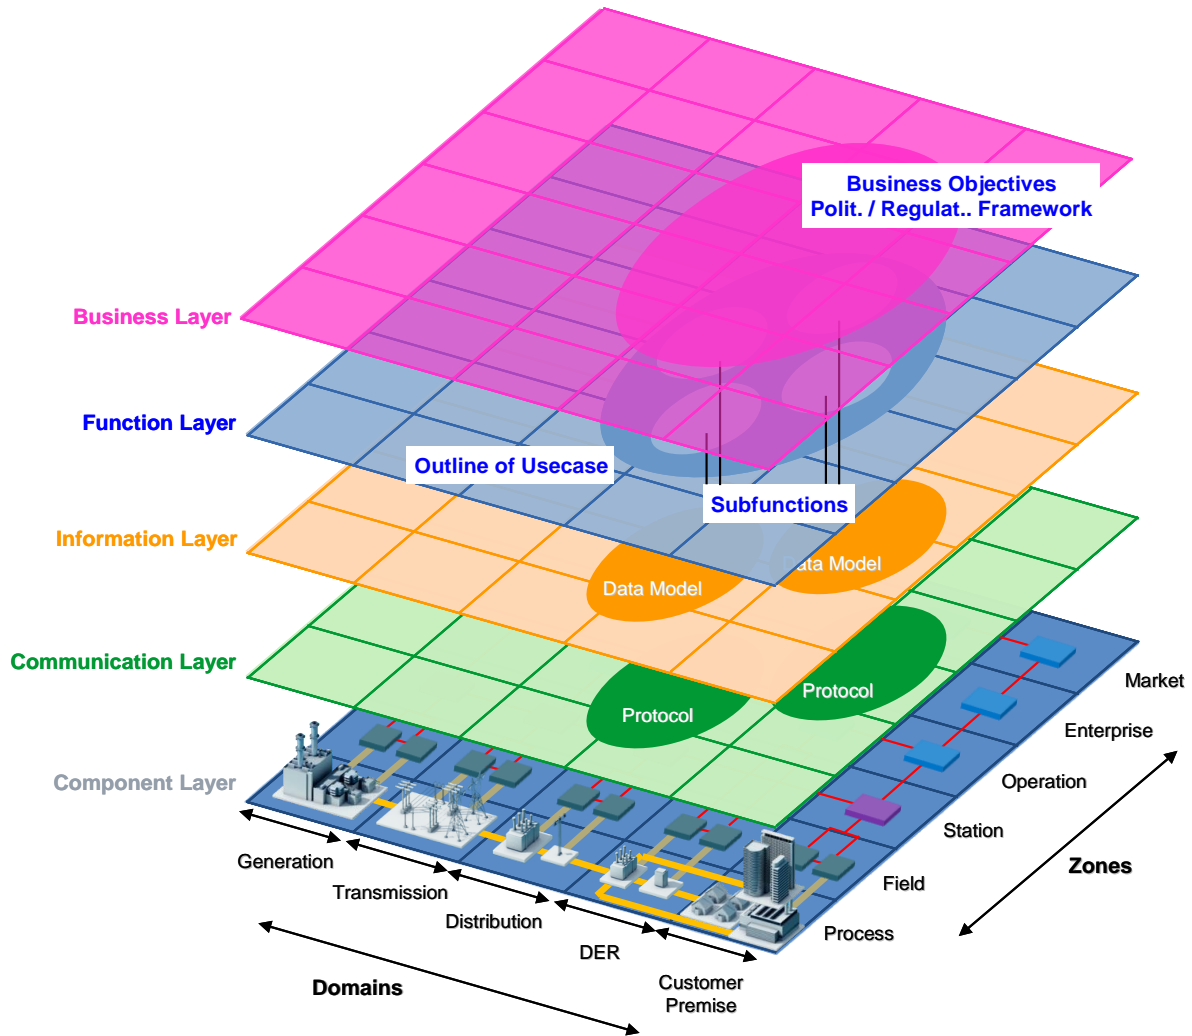 Business Objectives
Polit. / Regulat.. Framework
Business Layer
Function Layer
Outline of Usecase
Subfunctions
Information Layer
Data Model
Data Model
Communication Layer
Protocol
Protocol
Component Layer
Market
Enterprise
Operation
Station
Field
Process
Zones
Generation
Transmission
Distribution
DER
Customer
Premise
Domains